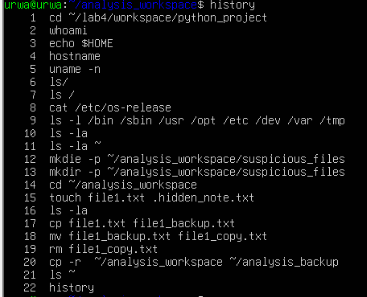 urwa@urwa:~/analysis_workspace$ history
1 cd ~/lab4/workspace/python_project
2 whoami
3 echo $HOME
4 hostname
5 uname -n
6 ls/
7 ls /
8 cat /etc/os-release
9 ls -l /bin /sbin /usr /opt /etc /dev /var /tmp
10 ls -la
11 ls -la ~
12 mkdie -p ~/analysis_workspace/suspicious_files
13 mkdir -p ~/analysis_workspace/suspicious_files
14 cd ~/analysis_workspace
15 touch file1.txt .hidden_note.txt
16 ls -la
17 cp file1.txt file1_backup.txt
18 mv file1_backup.txt file1_copy.txt
19 rm file1_copy.txt
20 cp -r  ~/analysis_workspace ~/analysis_backup
21 ls ~
22 history